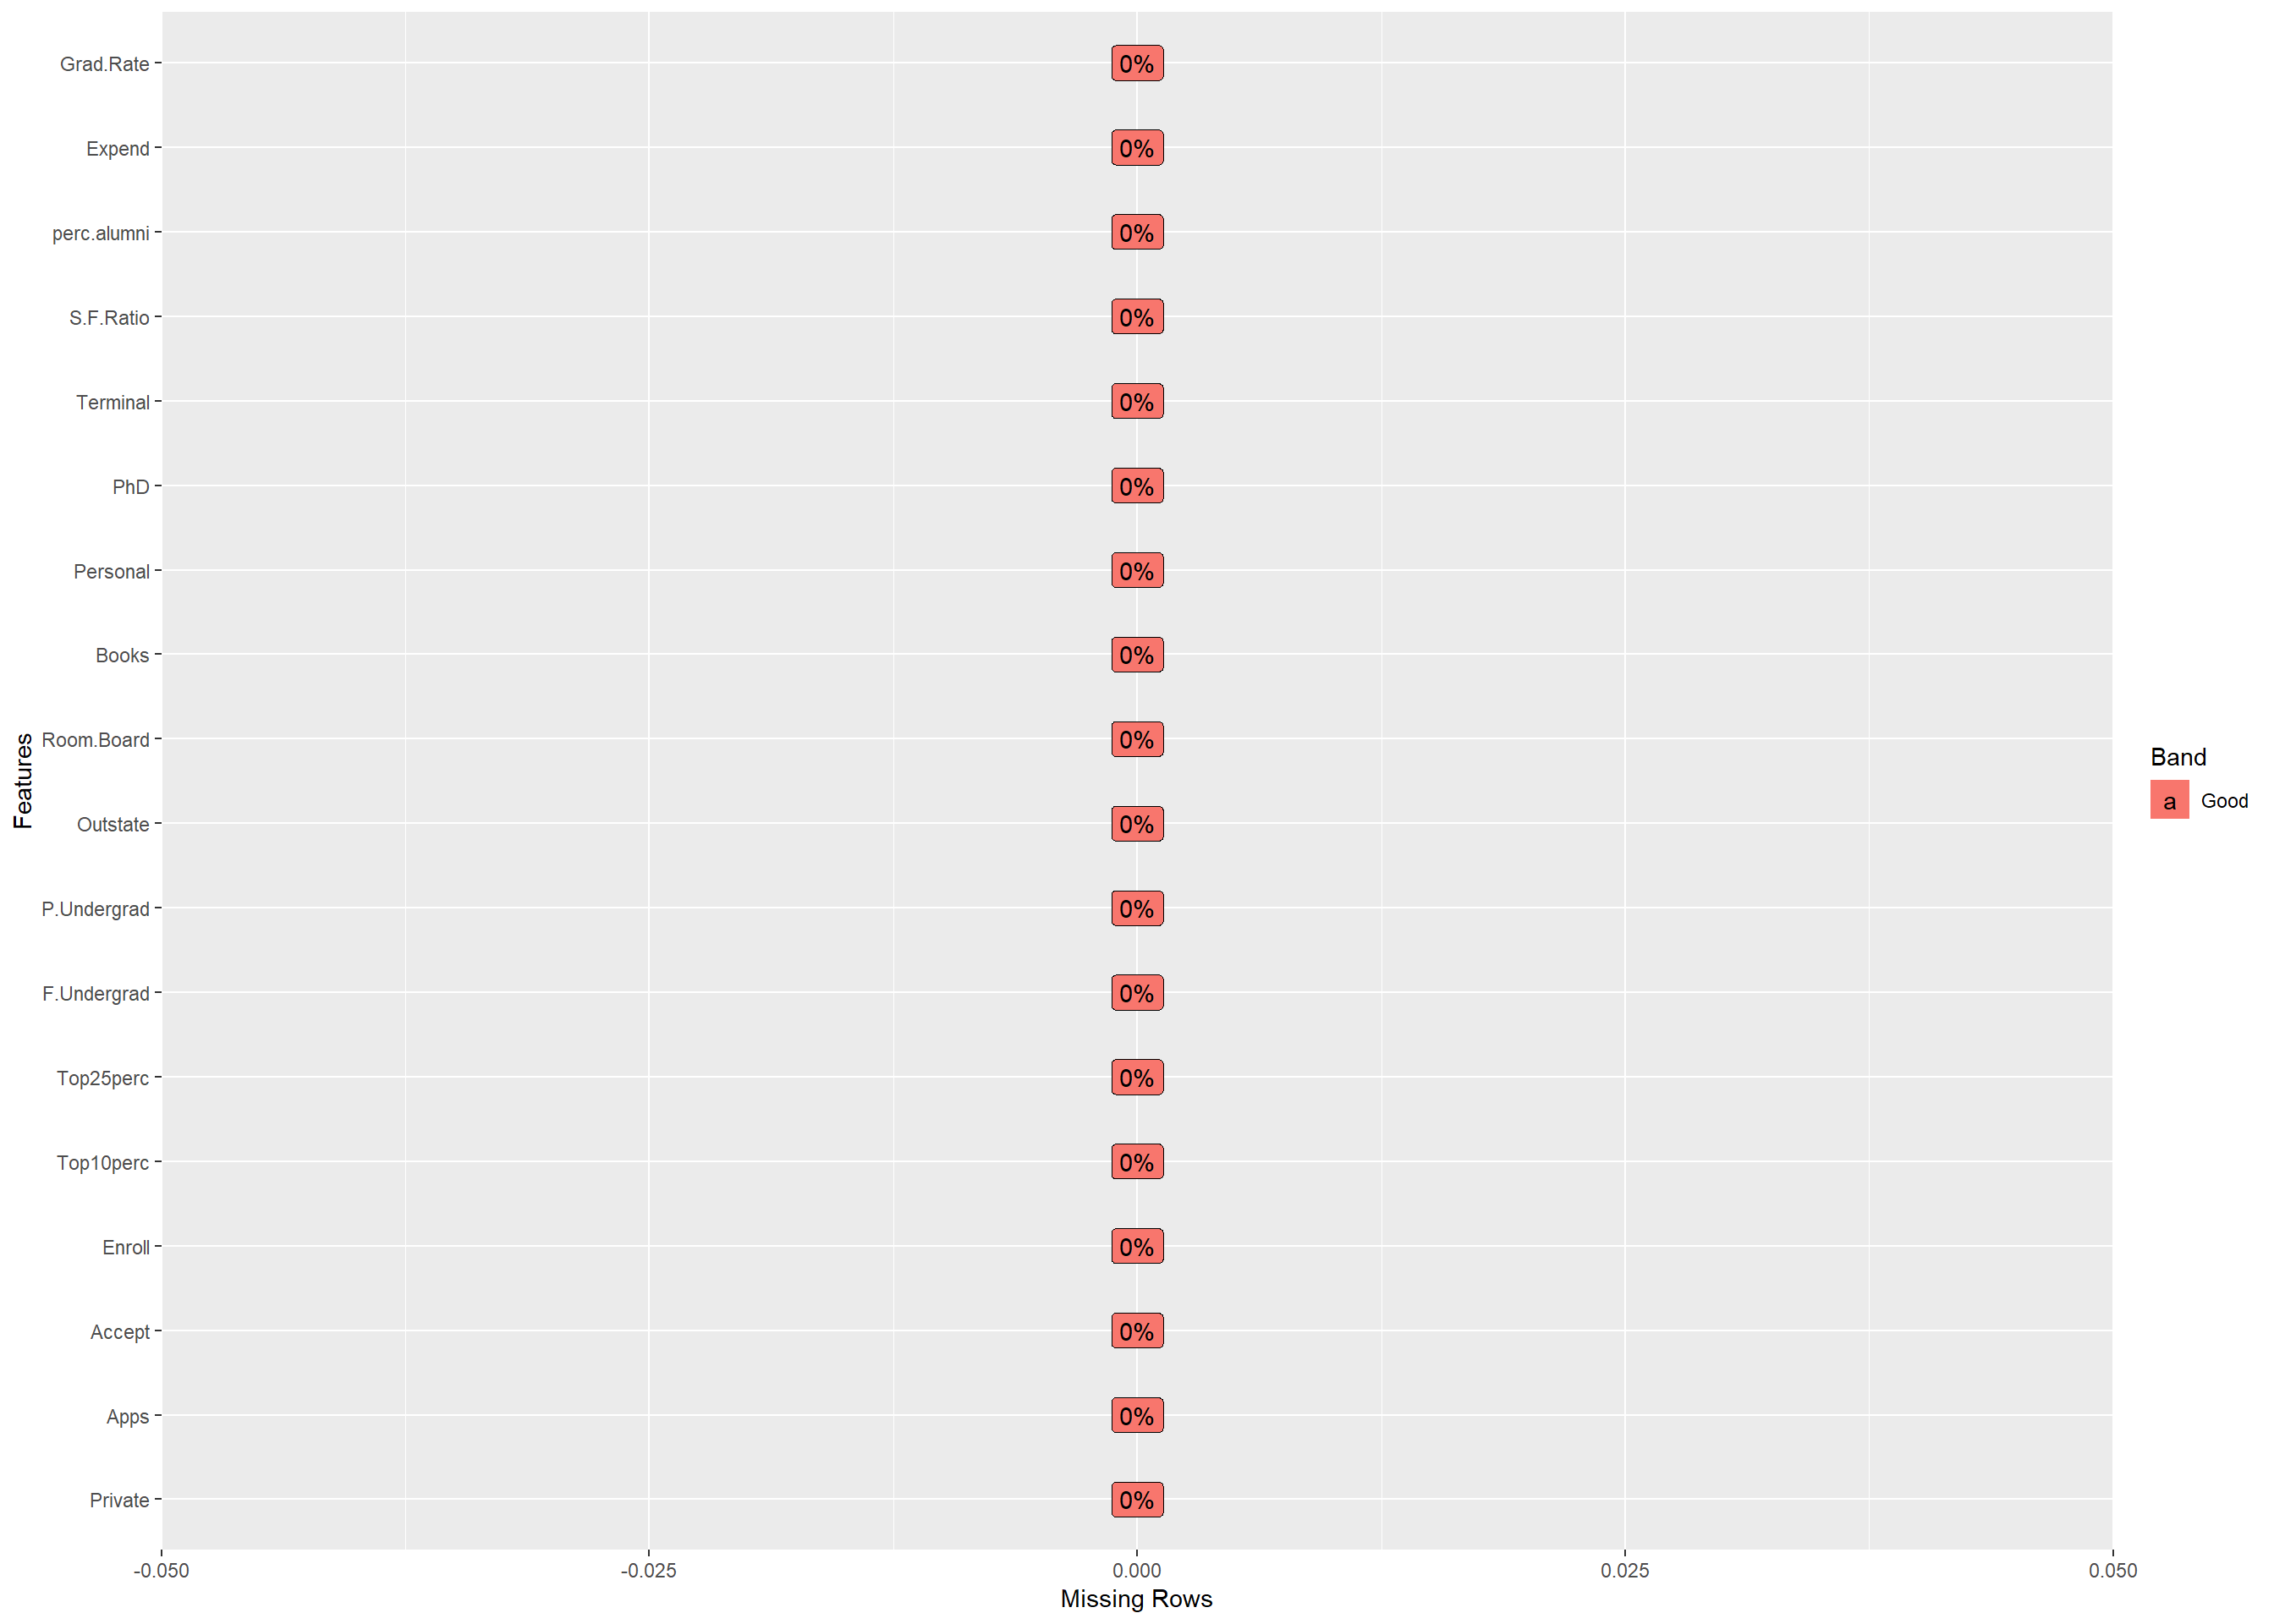 Grad.Rate 0%
Expend 0%
perc.alumni 0%
S.F.Ratio 0%
Terminal 0%
PhD 0%
Personal 0%
Books 0%
Room.Board 0%
Outstate 0%
P.Undergrad 0%
F.Undergrad 0%
Top25perc 0%
Top10perc 0%
Enroll 0%
Accept 0%
Apps 0%
Private 0%
Features
-0.050 -0.025 0.000 0.025 0.050
Missing Rows
Band
a Good